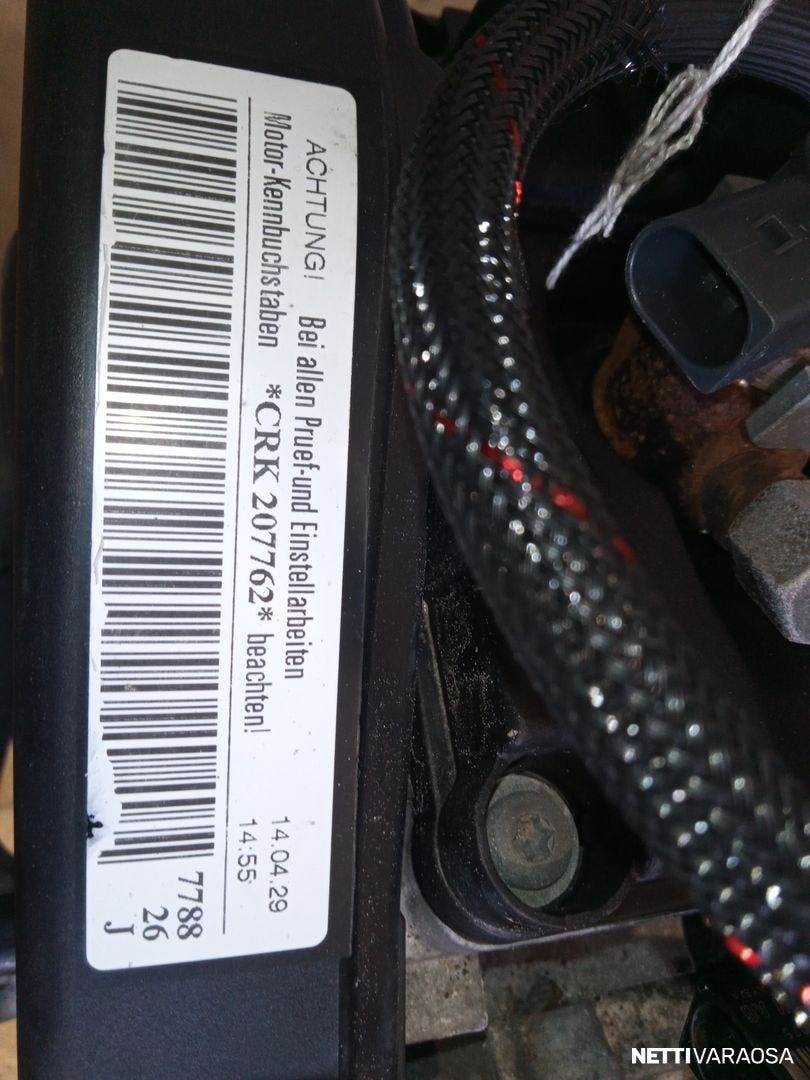 ACHTUNG! Bei allen Pruef-und Einstellarbeiten 14.04.29
Motor-Kennbuchstaben *CRK 207762* beachten! 14:55
7788
26
J
NETTIVARAOSA